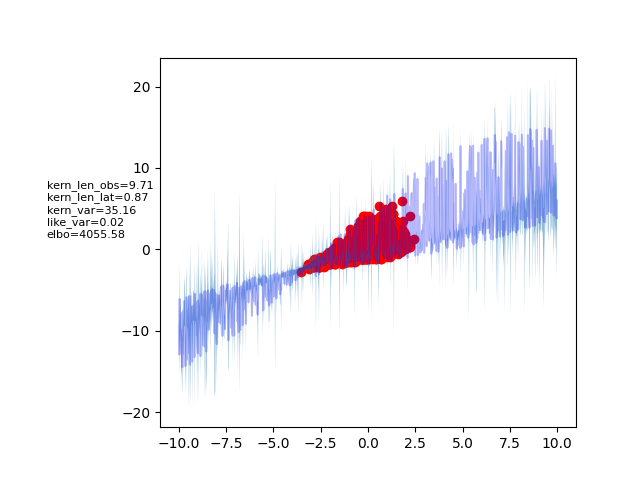 kern_len_obs=9.71
kern_len_lat=0.87
kern_var=35.16
like_var=0.02
elbo=4055.58
20
10
0
−10
−20
−10.0 −7.5 −5.0 −2.5 0.0 2.5 5.0 7.5 10.0